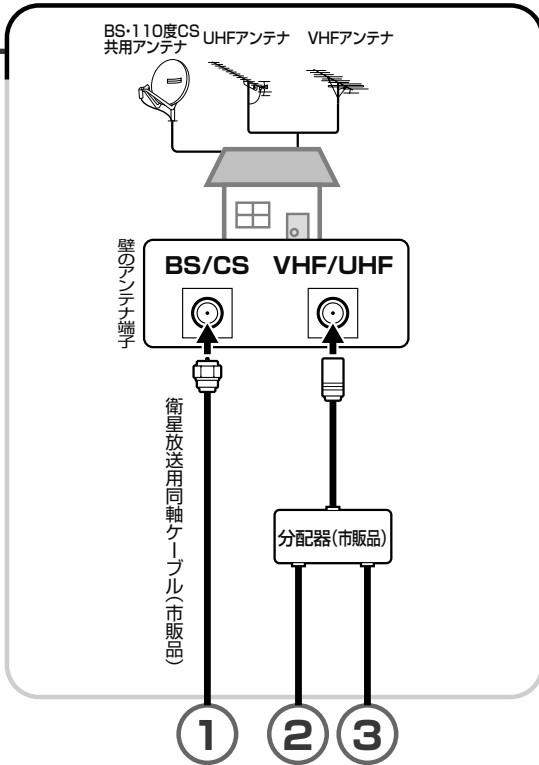 BS・110度CS
共用アンテナ
UHFアンテナ
VHFアンテナ
壁のアンテナ端子
BS/CS
VHF/UHF
衛星放送用同軸ケーブル（市販品）
分配器（市販品）
1
2
3